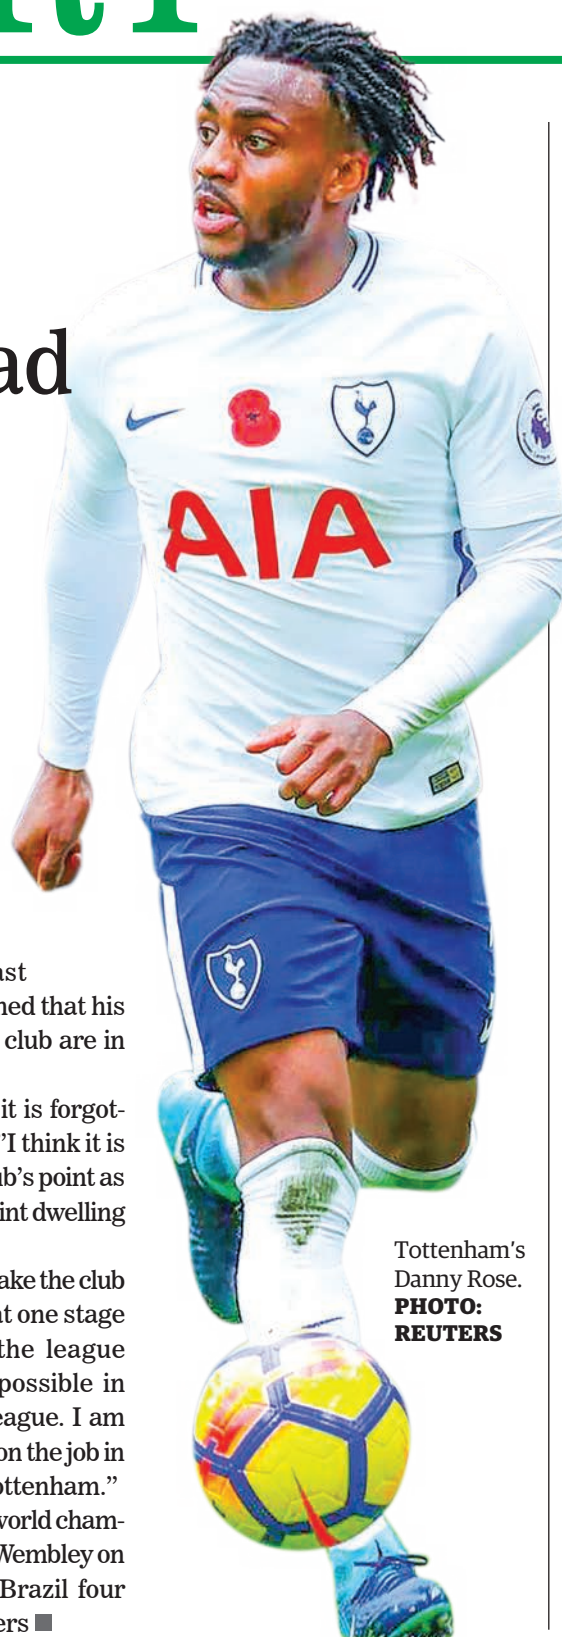 ad
AIA
ast
ned that his
club are in
it is forgot-
"I think it is
ub's point as
int dwelling
ake the club
at one stage
the league
possible in
eague. I am
on the job in
ottenham."
world cham-
Wembley on
Brazil four
ers ■
Tottenham's
Danny Rose.
PHOTO:
REUTERS